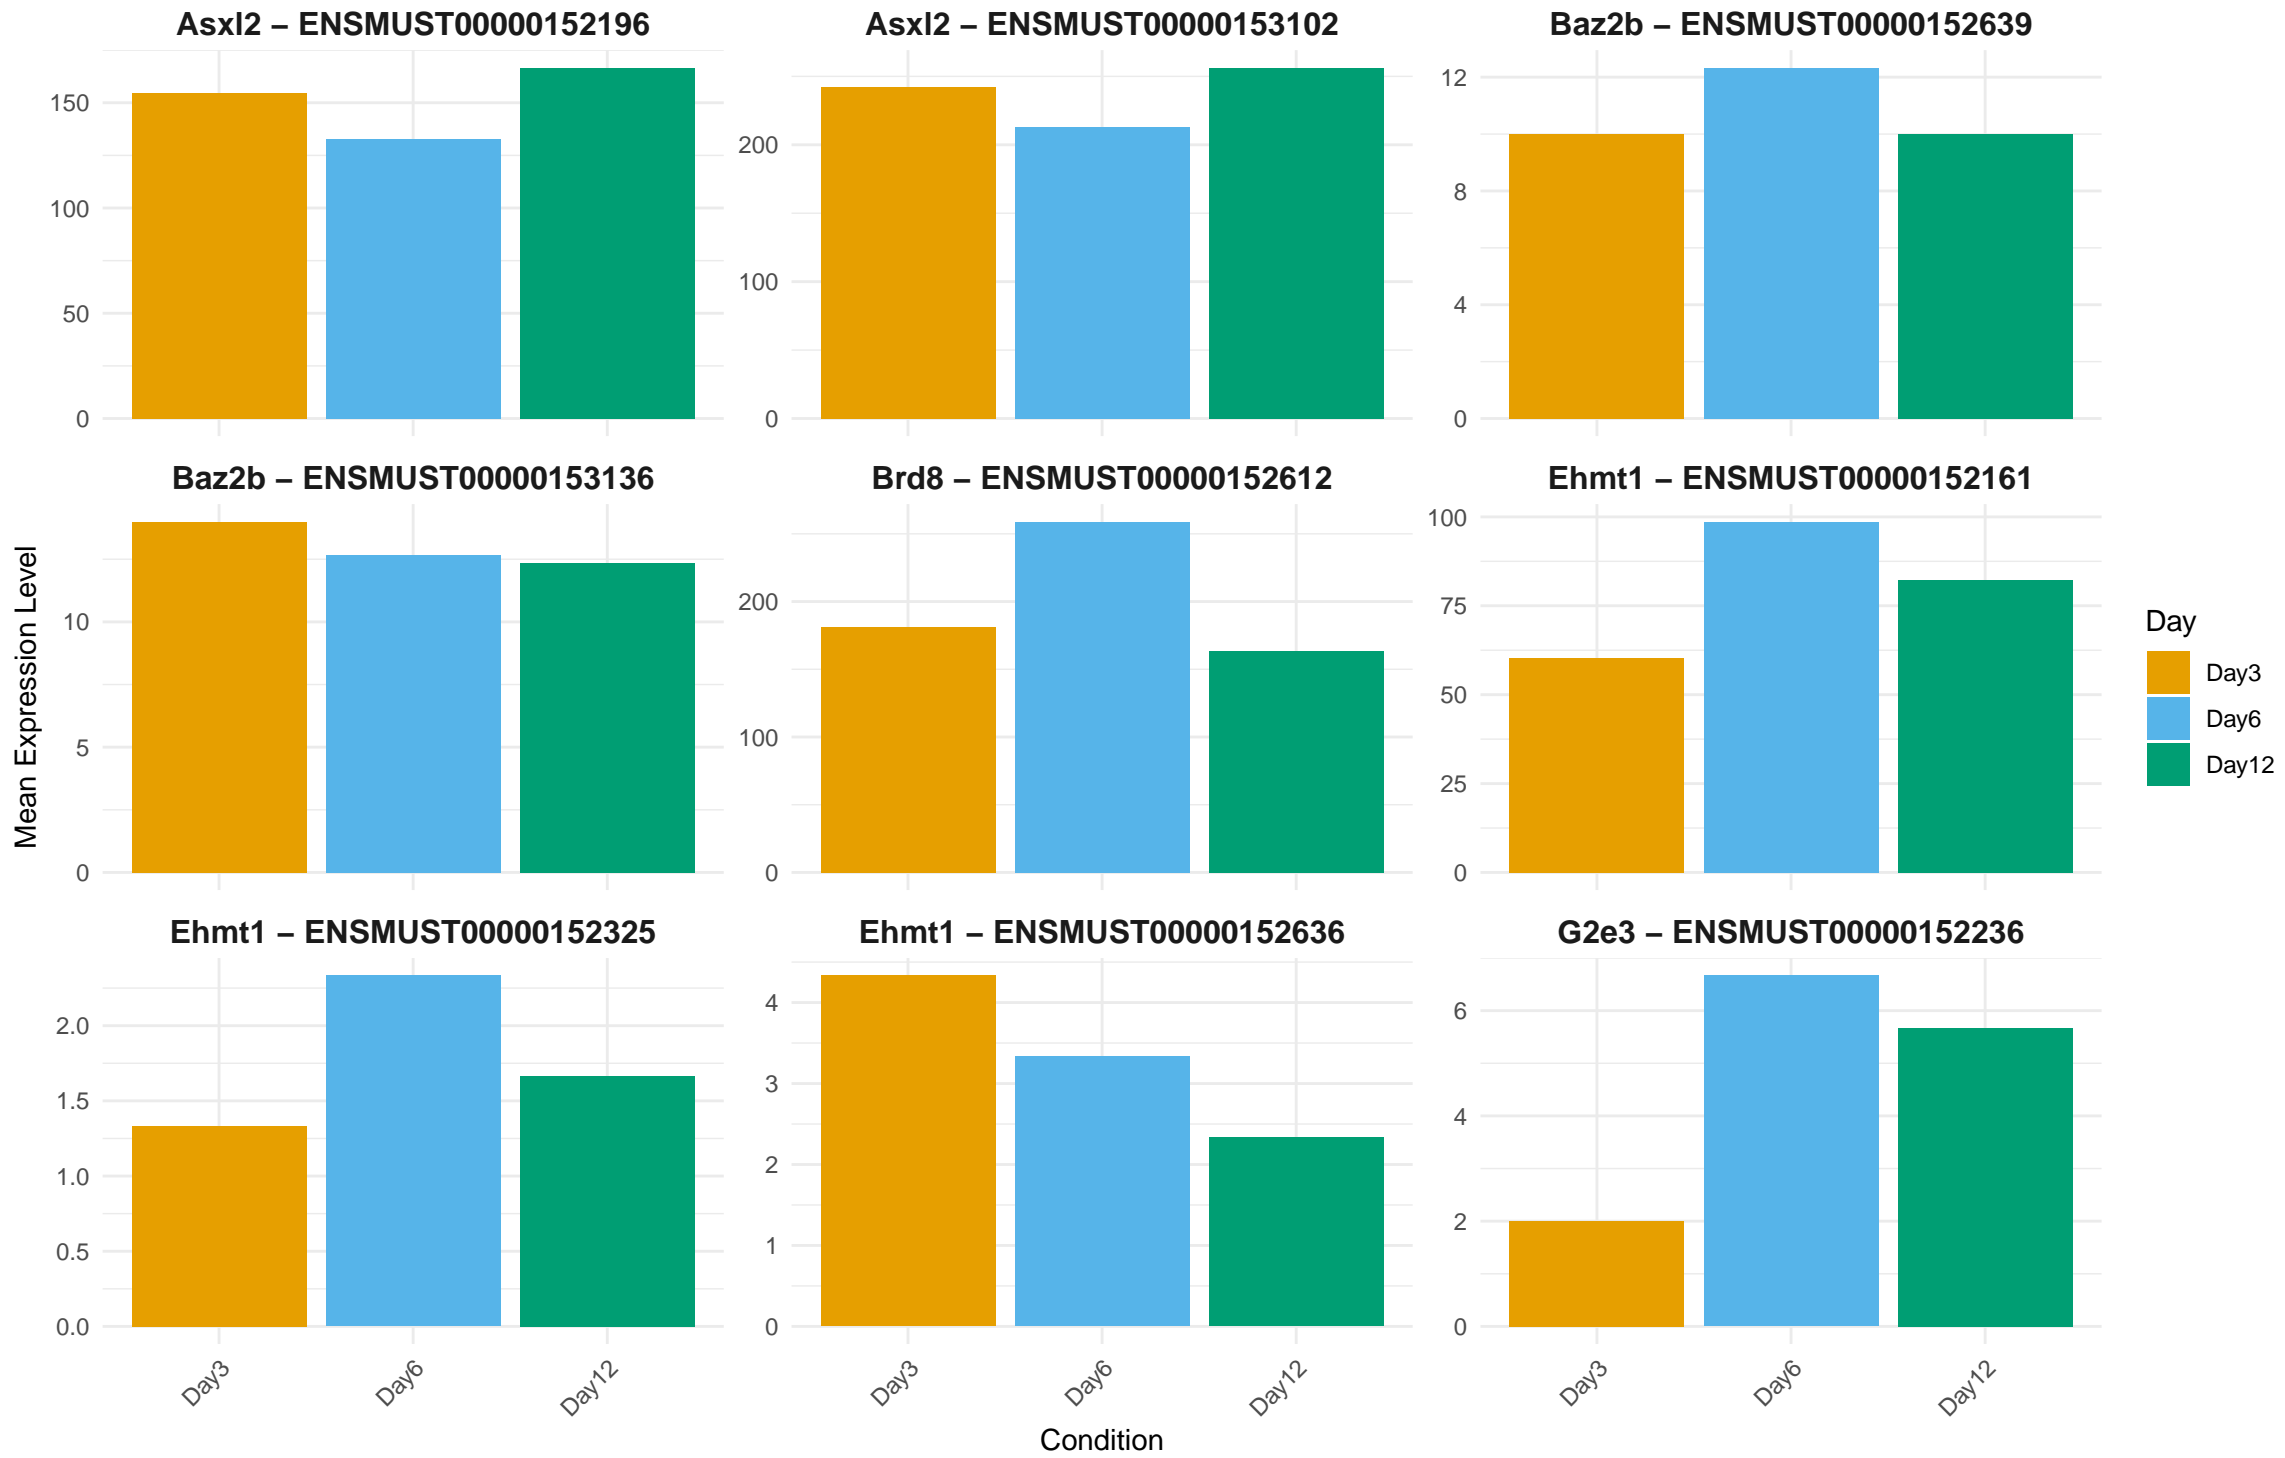 Asxl2 – ENSMUST00000152196
Asxl2 – ENSMUST00000153102
Baz2b – ENSMUST00000152639
150
100
50
0
200
100
0
12
8
4
0
Baz2b – ENSMUST00000153136
Brd8 – ENSMUST00000152612
Ehmt1 – ENSMUST00000152161
10
5
0
200
100
0
100
75
50
25
0
Ehmt1 – ENSMUST00000152325
Ehmt1 – ENSMUST00000152636
G2e3 – ENSMUST00000152236
2.0
1.5
1.0
0.5
0.0
4
3
2
1
0
6
4
2
0
Day3
Day6
Day12
Day3
Day6
Day12
Day3
Day6
Day12
Condition
Mean Expression Level
Day
Day3
Day6
Day12